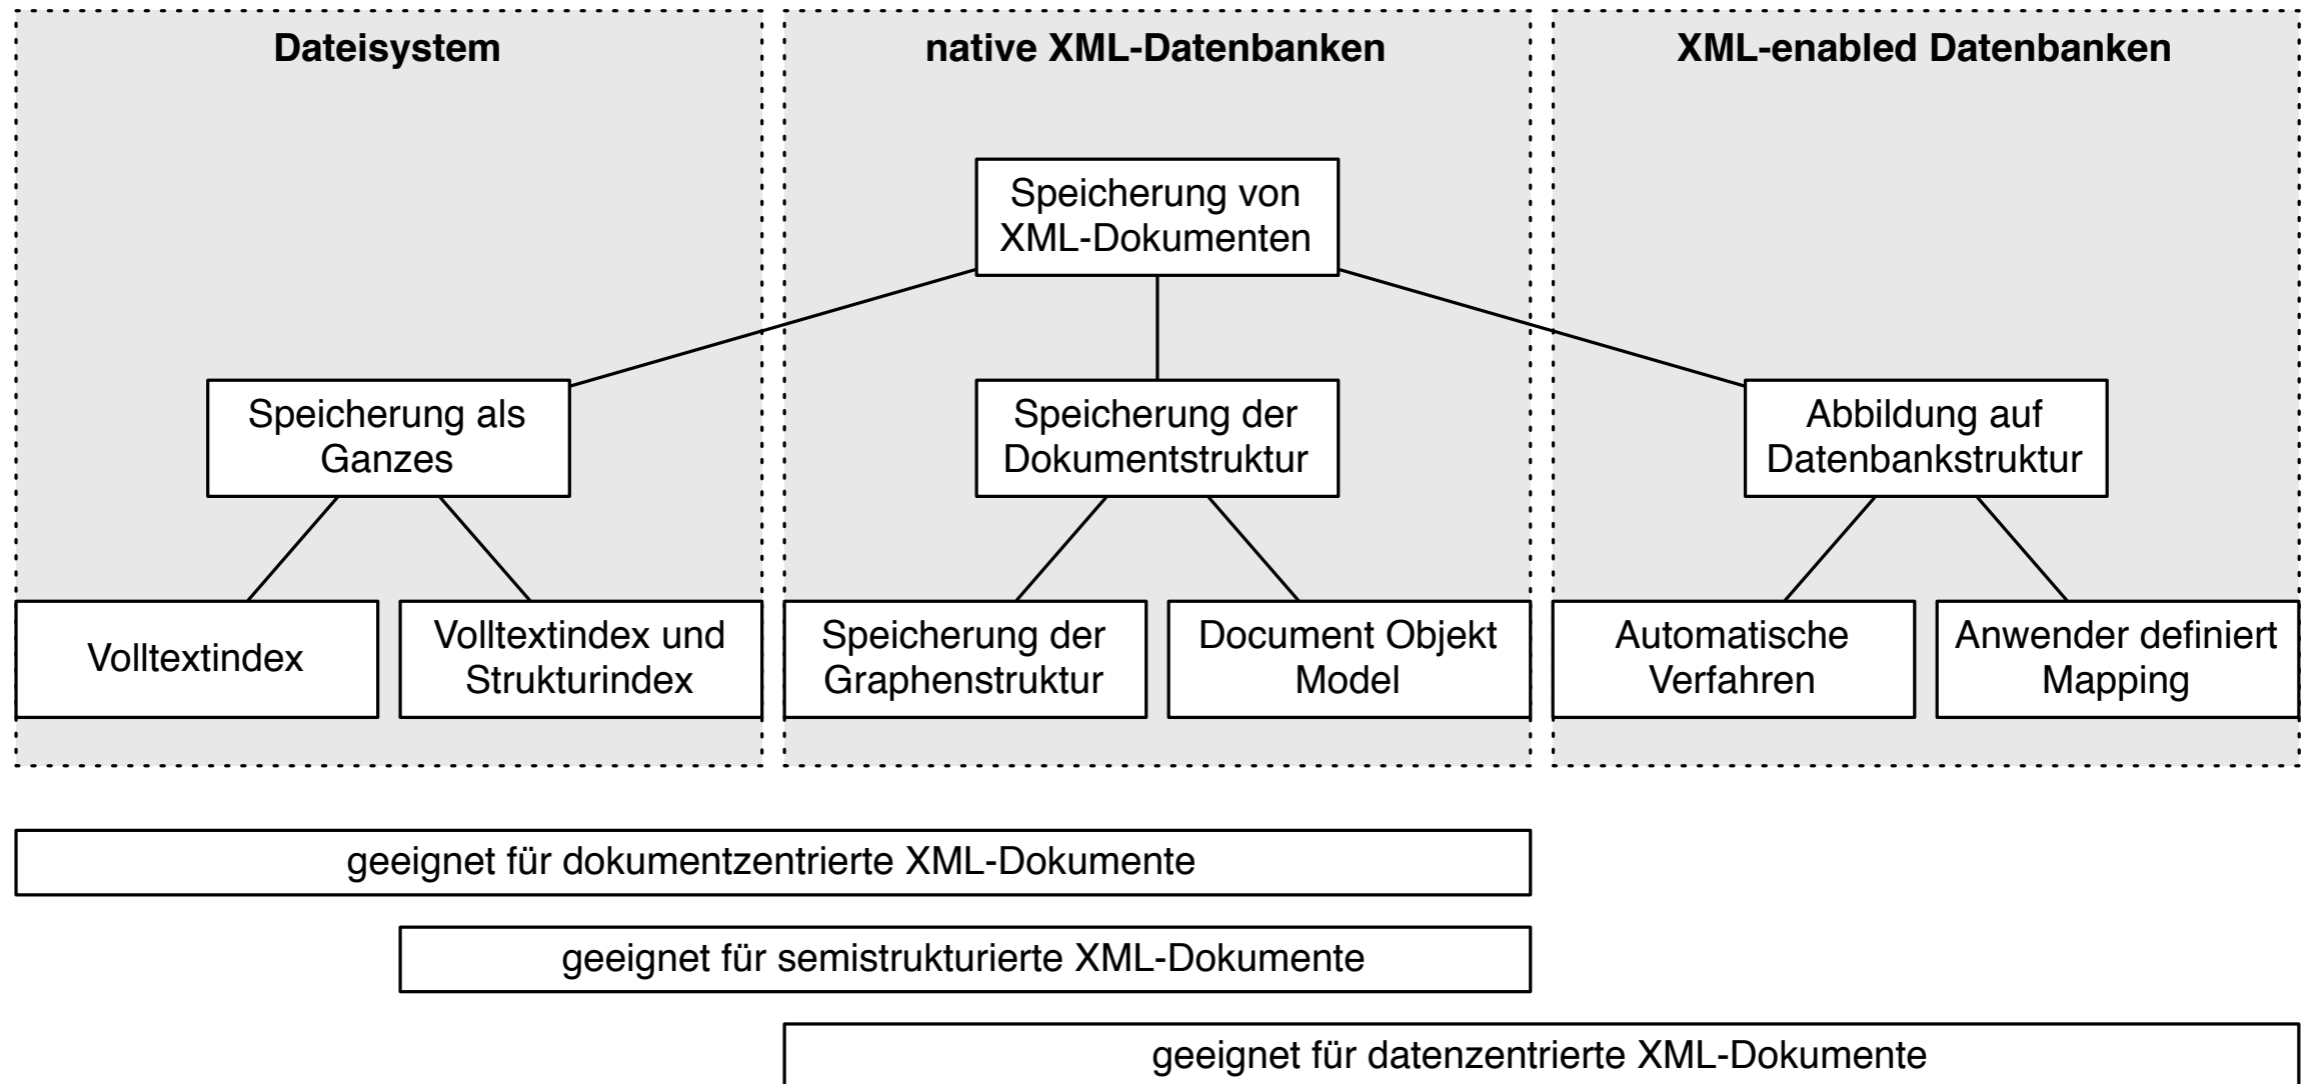 Dateisystem
native XML-Datenbanken
XML-enabled Datenbanken
Speicherung von
XML-Dokumenten
Speicherung als
Ganzes
Speicherung der
Dokumentstruktur
Abbildung auf
Datenbankstruktur
Volltextindex
Volltextindex und
Strukturindex
Speicherung der
Graphenstruktur
Document Objekt
Model
Automatische
Verfahren
Anwender definiert
Mapping
geeignet für dokumentzentrierte XML-Dokumente
geeignet für semistrukturierte XML-Dokumente
geeignet für datenzentrierte XML-Dokumente